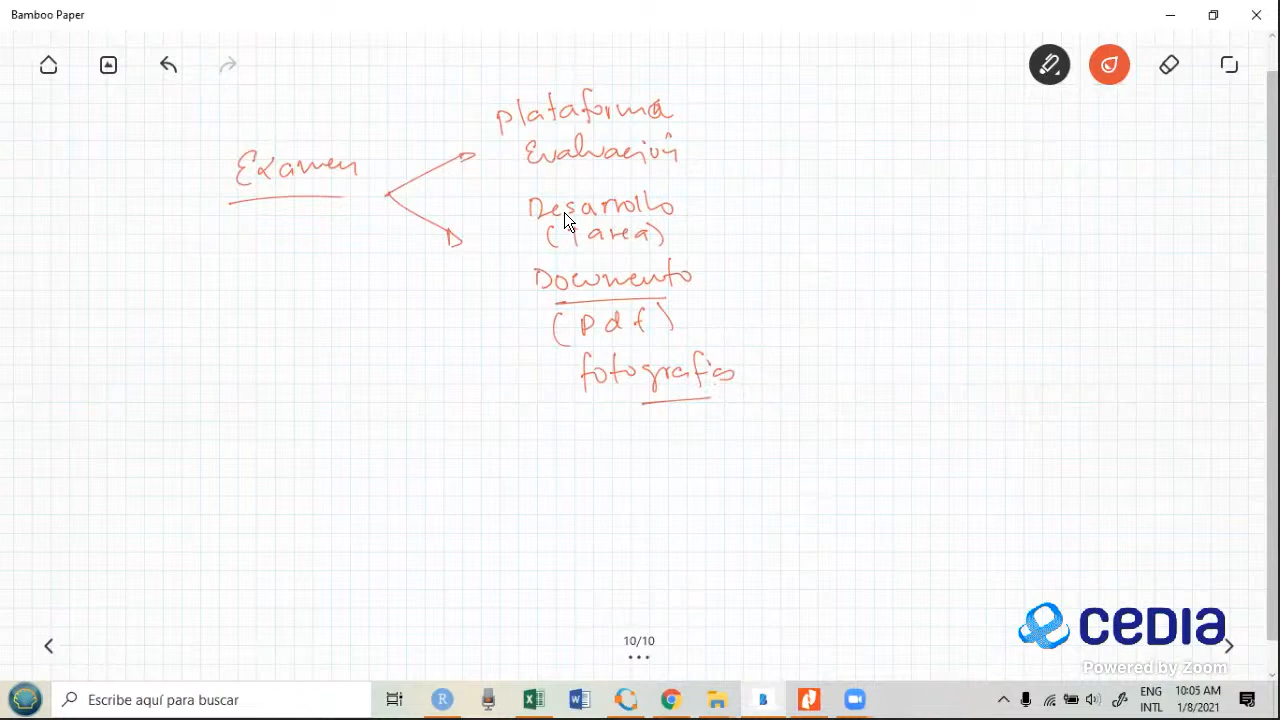 Bamboo Paper
plataforma
Evaluación
Examen
Desarrollo
(Tarea)
Documento
(Pdf)
fotografias
10/10
cedia
Powered by Zoom
Escribe aquí para buscar
ENG
INTL
10:05 AM
1/8/2021